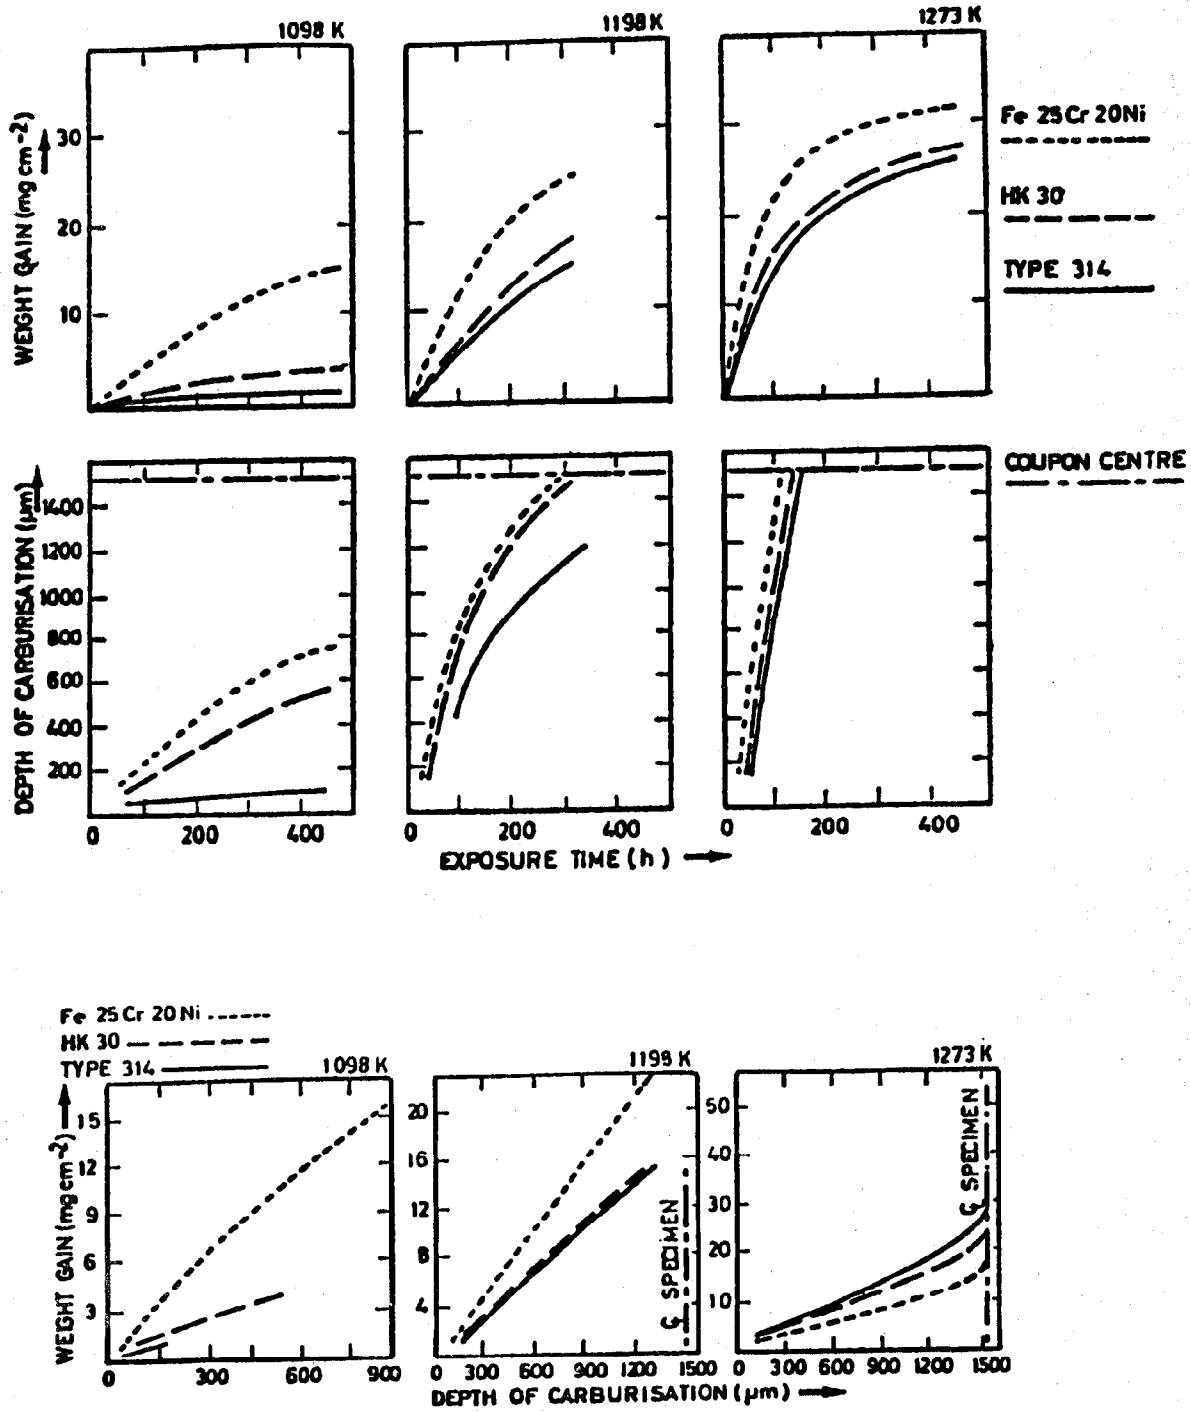 1098 K
1198 K
1273 K
WEIGHT GAIN (mg cm⁻²)
30
20
10
Fe 25Cr 20Ni
HK 30
TYPE 314
DEPTH OF CARBURISATION (µm)
1400
1200
1000
800
600
400
200
COUPON CENTRE
0 200 400
0 200 400
0 200 400
EXPOSURE TIME (h)
Fe 25Cr 20Ni
HK 30
TYPE 314
1098 K
1198 K
1273 K
WEIGHT GAIN (mg cm⁻²)
15
12
9
6
3
0 300 600 900
20
16
12
8
4
℄ SPECIMEN
0 300 600 900 1200 1500
50
40
30
20
10
℄ SPECIMEN
0 300 600 900 1200 1500
DEPTH OF CARBURISATION (µm)